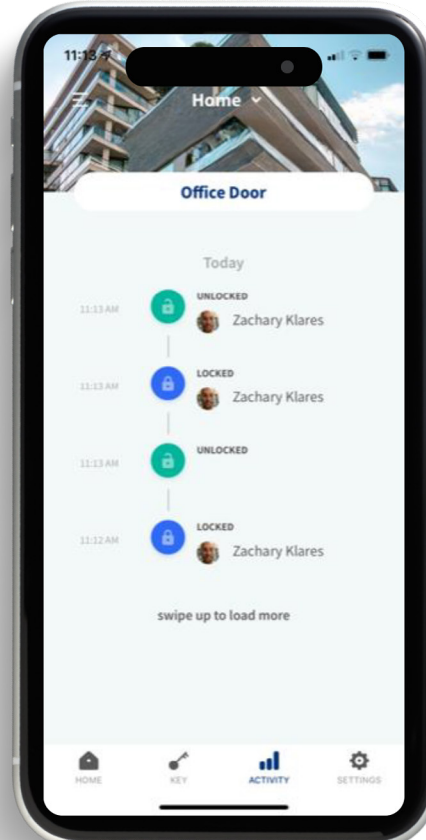 11:13
Home
Office Door
Today
UNLOCKED
11:13 AM
Zachary Klares
LOCKED
11:13 AM
Zachary Klares
UNLOCKED
11:13 AM
LOCKED
11:12 AM
Zachary Klares
swipe up to load more
HOME KEY ACTIVITY SETTINGS